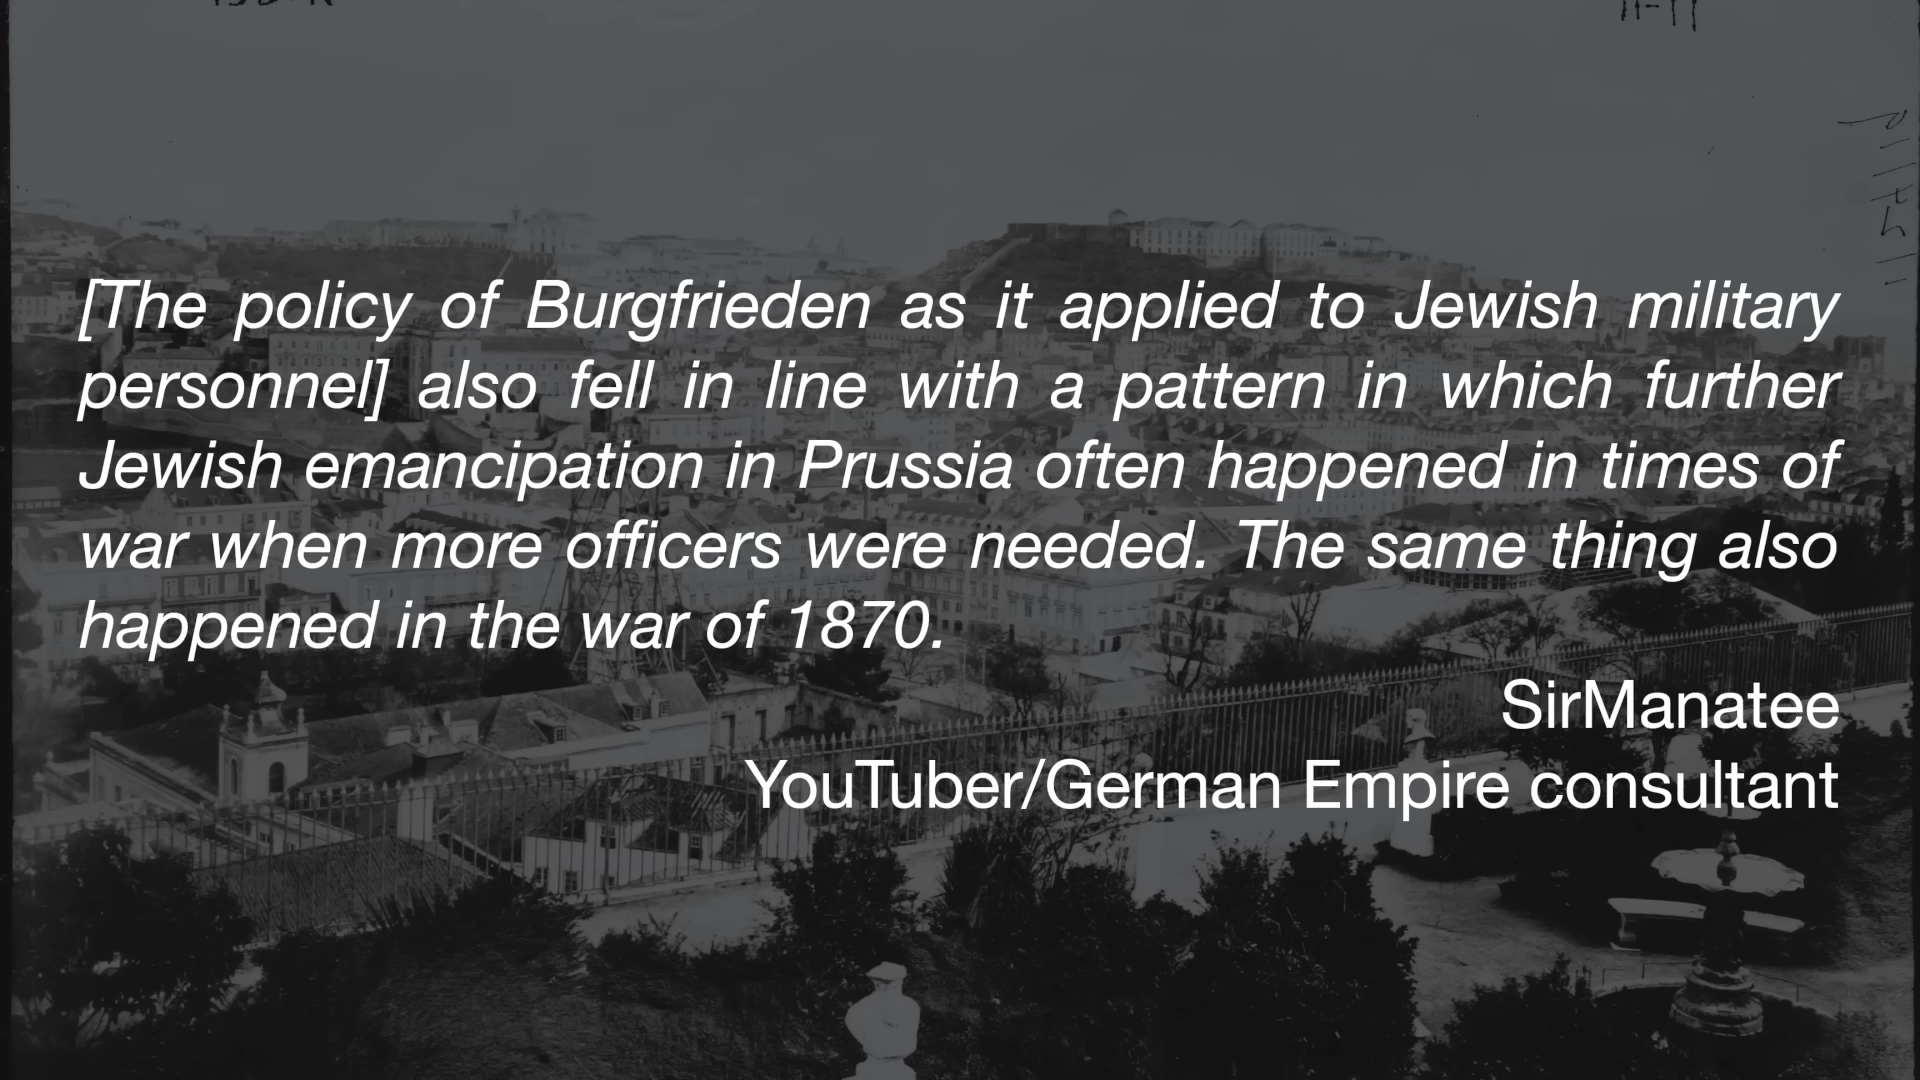 [The policy of Burgfrieden as it applied to Jewish military
personnel] also fell in line with a pattern in which further
Jewish emancipation in Prussia often happened in times of
war when more officers were needed. The same thing also
happened in the war of 1870.
SirManatee
YouTuber/German Empire consultant